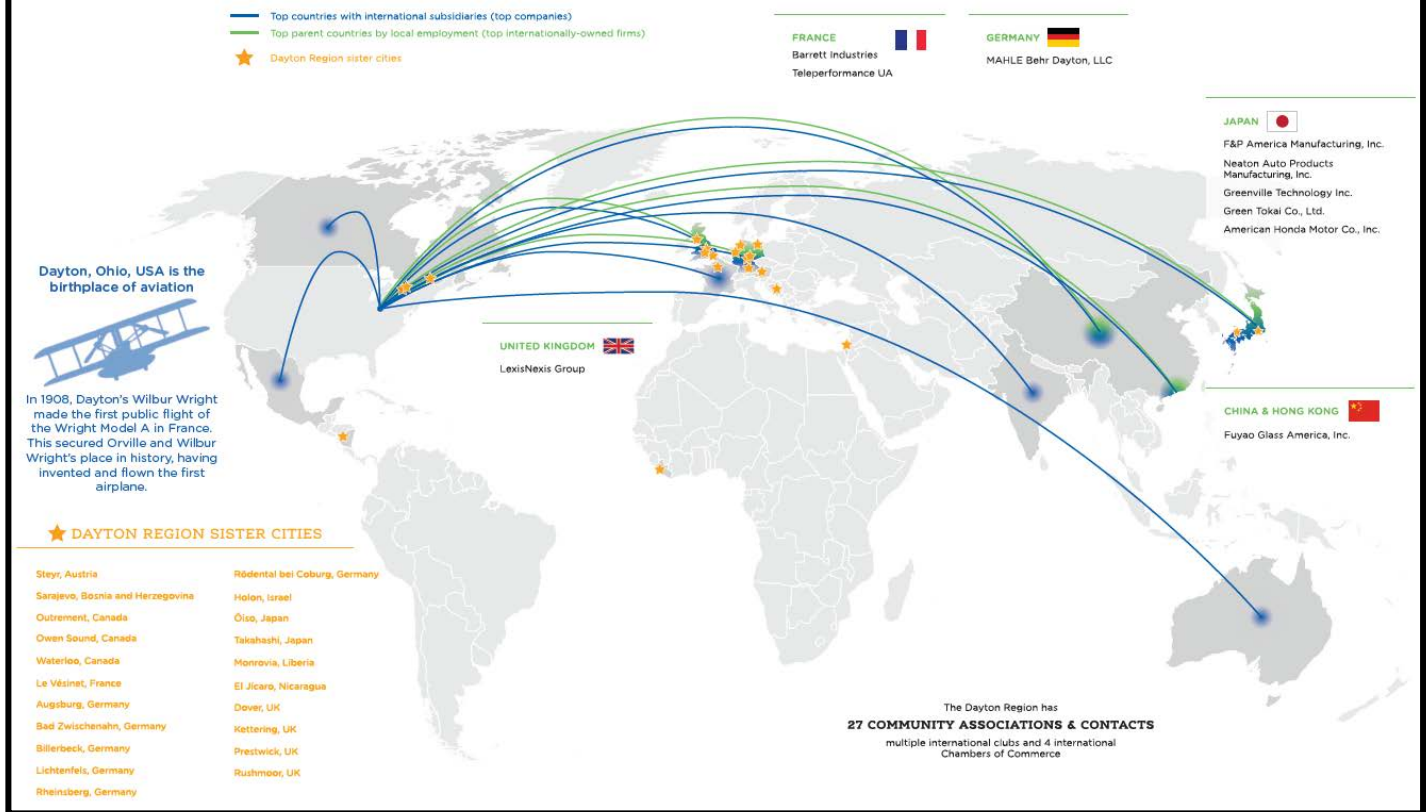 Top countries with international subsidiaries (top companies)
Top parent countries by local employment (top internationally-owned firms)
Dayton Region sister cities
FRANCE
Barrett Industries
Teleperformance UA
GERMANY
MAHLE Behr Dayton, LLC
JAPAN
F&P America Manufacturing, Inc.
Neaton Auto Products
Manufacturing, Inc.
Greenville Technology Inc.
Green Tokai Co., Ltd.
American Honda Motor Co., Inc.
Dayton, Ohio, USA is the
birthplace of aviation
In 1908, Dayton's Wilbur Wright
made the first public flight of
the Wright Model A in France.
This secured Orville and Wilbur
Wright's place in history, having
invented and flown the first
airplane.
UNITED KINGDOM
LexisNexis Group
CHINA & HONG KONG
Fuyao Glass America, Inc.
DAYTON REGION SISTER CITIES
Steyr, Austria
Sarajevo, Bosnia and Herzegovina
Outrement, Canada
Owen Sound, Canada
Waterloo, Canada
Le Vésinet, France
Augsburg, Germany
Bad Zwischenahn, Germany
Billerbeck, Germany
Lichtenfels, Germany
Rheinsberg, Germany
Rödental bei Coburg, Germany
Holon, Israel
Ōiso, Japan
Takahashi, Japan
Monrovia, Liberia
El Jícaro, Nicaragua
Dover, UK
Kettering, UK
Prestwick, UK
Rushmoor, UK
The Dayton Region has
27 COMMUNITY ASSOCIATIONS & CONTACTS
multiple international clubs and 4 international
Chambers of Commerce